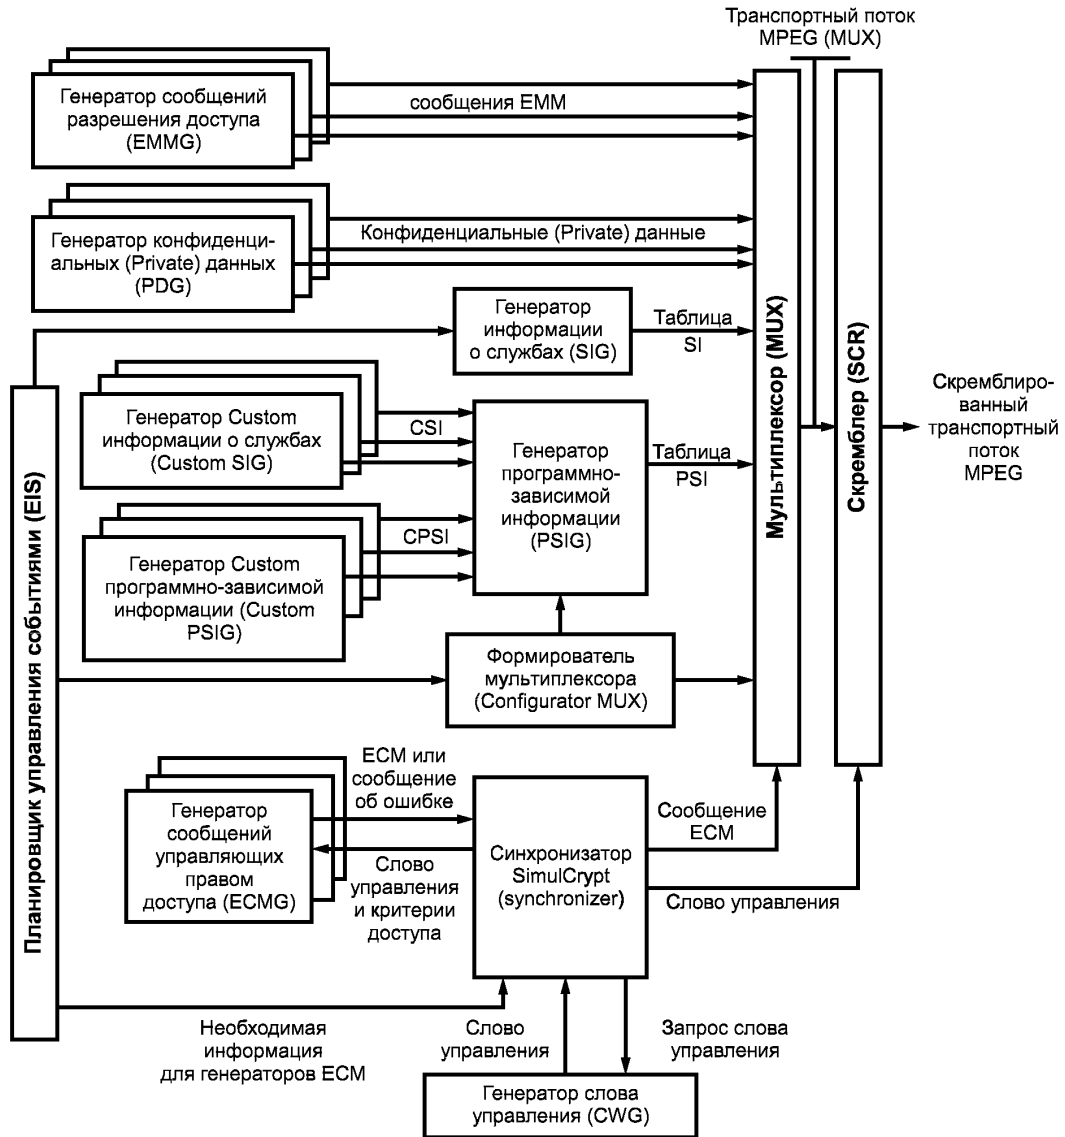 Транспортный поток
MPEG (MUX)
Генератор сообщений
разрешения доступа
(EMMG)
сообщения EMM
Генератор конфиденци-
альных (Private) данных
(PDG)
Конфиденциальные (Private) данные
Генератор
информации
о службах (SIG)
Таблица
SI
Генератор Custom
информации о службах
(Custom SIG)
CSI
Генератор
программно-
зависимой
информации
(PSIG)
Таблица
PSI
CPSI
Генератор Custom
программно-зависимой
информации (Custom
PSIG)
Формирователь
мультиплексора
(Configurator MUX)
Мультиплексор (MUX)
Скремблер (SCR)
Скремблиро-
ванный
транспортный
поток
MPEG
Планировщик управления событиями (EIS)
ECM или
сообщение
об ошибке
Генератор
сообщений
управляющих
правом
доступа (ECMG)
Слово
управления
и критерии
доступа
Синхронизатор
SimulCrypt
(synchronizer)
Сообщение
ECM
Слово управления
Необходимая
информация
для генераторов ECM
Слово
управления
Запрос слова
управления
Генератор слова
управления (CWG)